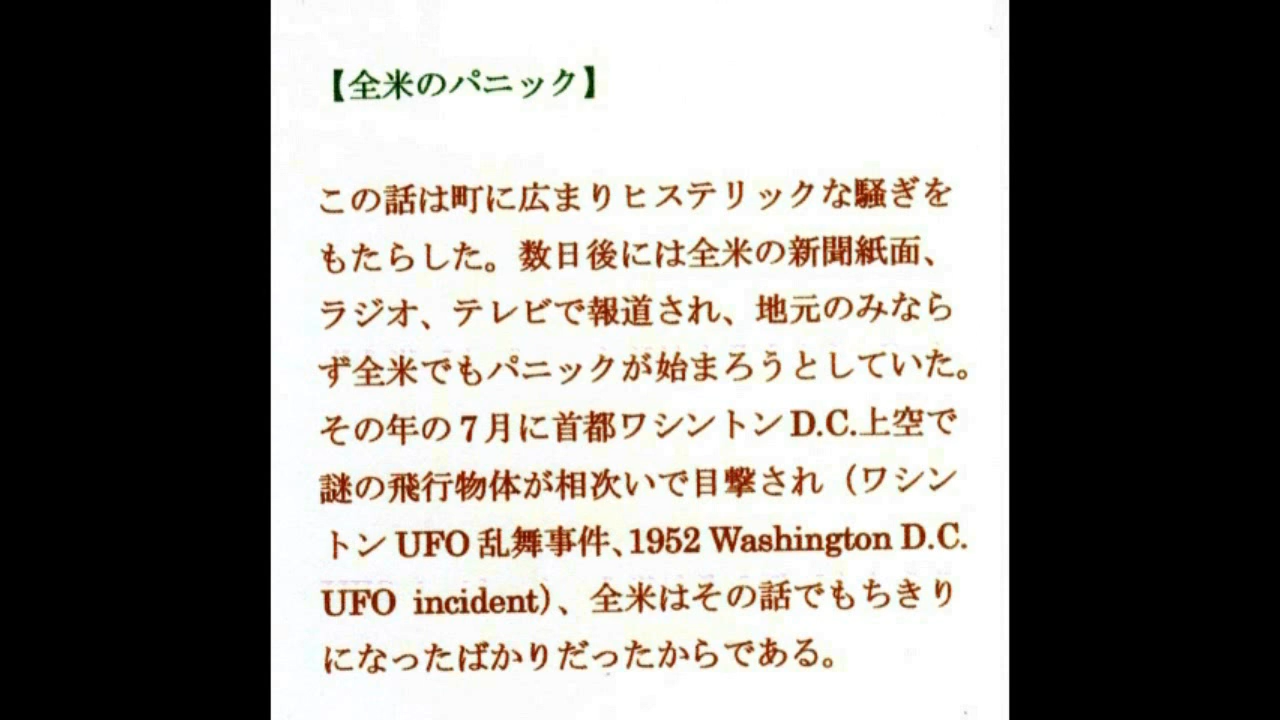 【全米のパニック】
この話は町に広まりヒステリックな騒ぎを
もたらした。数日後には全米の新聞紙面、
ラジオ、テレビで報道され、地元のみなら
ず全米でもパニックが始まろうとしていた。
その年の7月に首都ワシントンD.C.上空で
謎の飛行物体が相次いで目撃され（ワシン
トンUFO乱舞事件、1952 Washington D.C.
UFO incident)、全米はその話でもちきり
になったばかりだったからである。